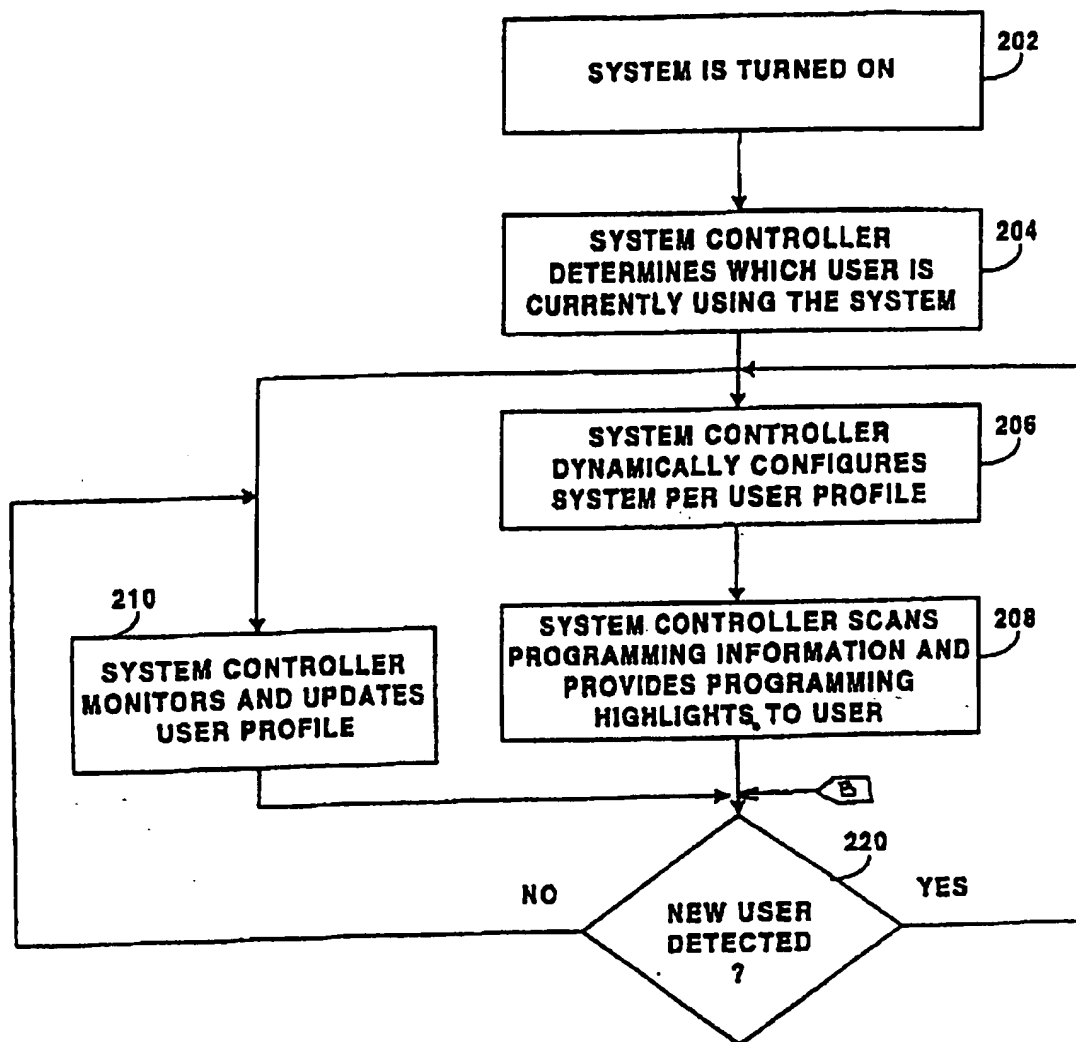 SYSTEM IS TURNED ON
202
SYSTEM CONTROLLER
DETERMINES WHICH USER IS
CURRENTLY USING THE SYSTEM
204
SYSTEM CONTROLLER
DYNAMICALLY CONFIGURES
SYSTEM PER USER PROFILE
206
210
SYSTEM CONTROLLER
MONITORS AND UPDATES
USER PROFILE
SYSTEM CONTROLLER SCANS
PROGRAMMING INFORMATION AND
PROVIDES PROGRAMMING
HIGHLIGHTS TO USER
208
B
220
NO
YES
NEW USER
DETECTED
?